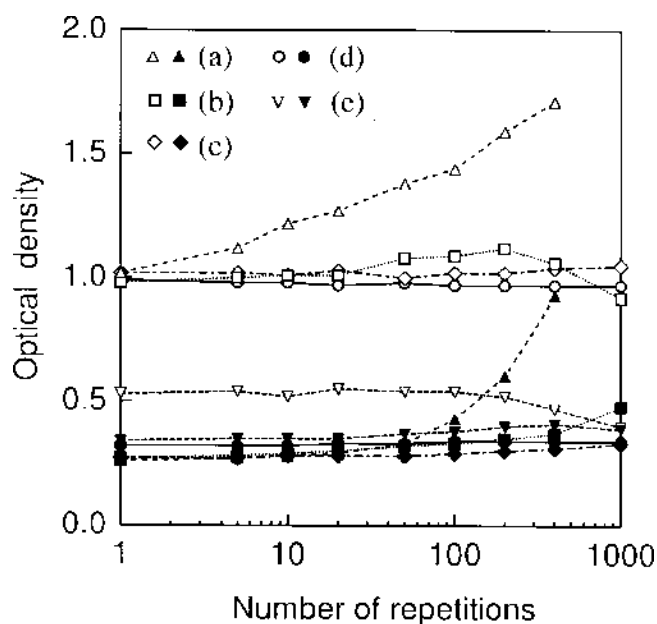 2.0
△ ▲ (a) ○ ● (d)
□ ■ (b) ▽ ▼ (e)
◇ ◆ (c)
1.5
1.0
0.5
0.0
Optical density
1 10 100 1000
Number of repetitions